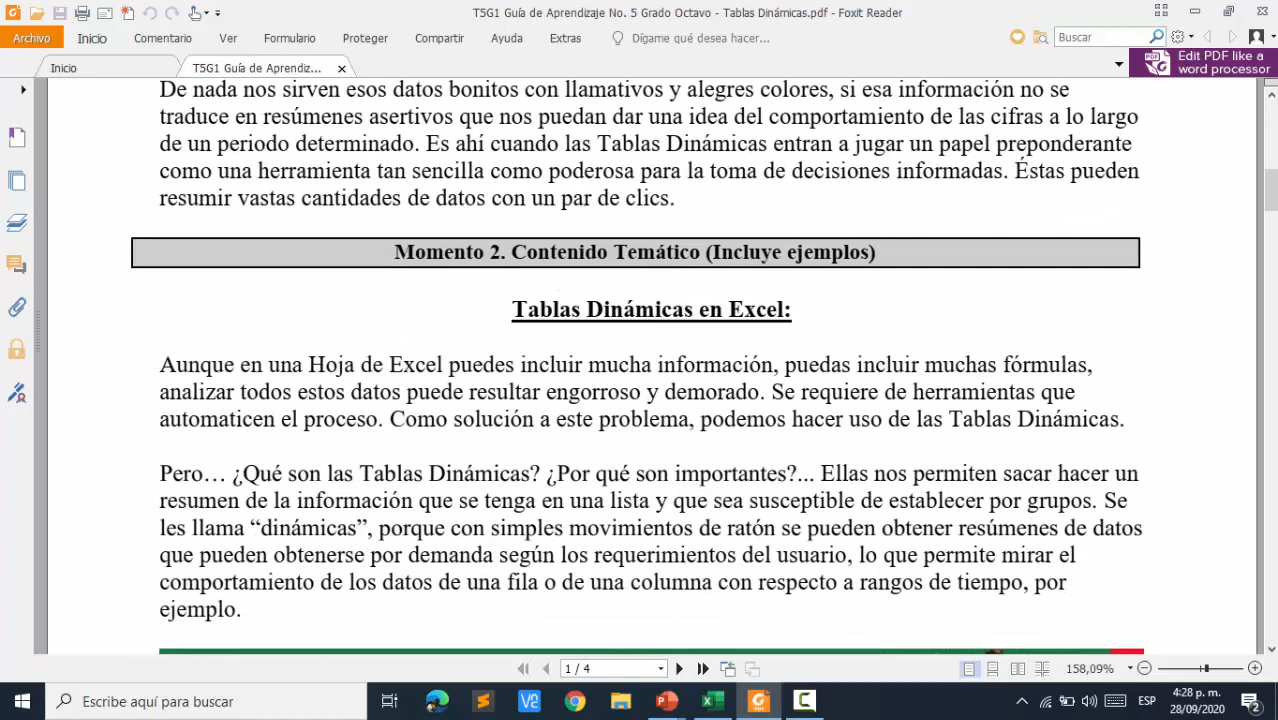 T5G1 Guía de Aprendizaje No. 5 Grado Octavo - Tablas Dinámicas.pdf - Foxit Reader
Archivo Inicio Comentario Ver Formulario Proteger Compartir Ayuda Extras Dígame qué desea hacer... Buscar
Inicio T5G1 Guía de Aprendiz...
Edit PDF like a
word processor
De nada nos sirven esos datos bonitos con llamativos y alegres colores, si esa información no se
traduce en resúmenes asertivos que nos puedan dar una idea del comportamiento de las cifras a lo largo
de un periodo determinado. Es ahí cuando las Tablas Dinámicas entran a jugar un papel preponderante
como una herramienta tan sencilla como poderosa para la toma de decisiones informadas. Éstas pueden
resumir vastas cantidades de datos con un par de clics.
Momento 2. Contenido Temático (Incluye ejemplos)
Tablas Dinámicas en Excel:
Aunque en una Hoja de Excel puedes incluir mucha información, puedas incluir muchas fórmulas,
analizar todos estos datos puede resultar engorroso y demorado. Se requiere de herramientas que
automaticen el proceso. Como solución a este problema, podemos hacer uso de las Tablas Dinámicas.
Pero… ¿Qué son las Tablas Dinámicas? ¿Por qué son importantes?... Ellas nos permiten sacar hacer un
resumen de la información que se tenga en una lista y que sea susceptible de establecer por grupos. Se
les llama “dinámicas”, porque con simples movimientos de ratón se pueden obtener resúmenes de datos
que pueden obtenerse por demanda según los requerimientos del usuario, lo que permite mirar el
comportamiento de los datos de una fila o de una columna con respecto a rangos de tiempo, por
ejemplo.
1 / 4 158,09%
Escribe aquí para buscar
ESP
4:28 p. m.
28/09/2020
2